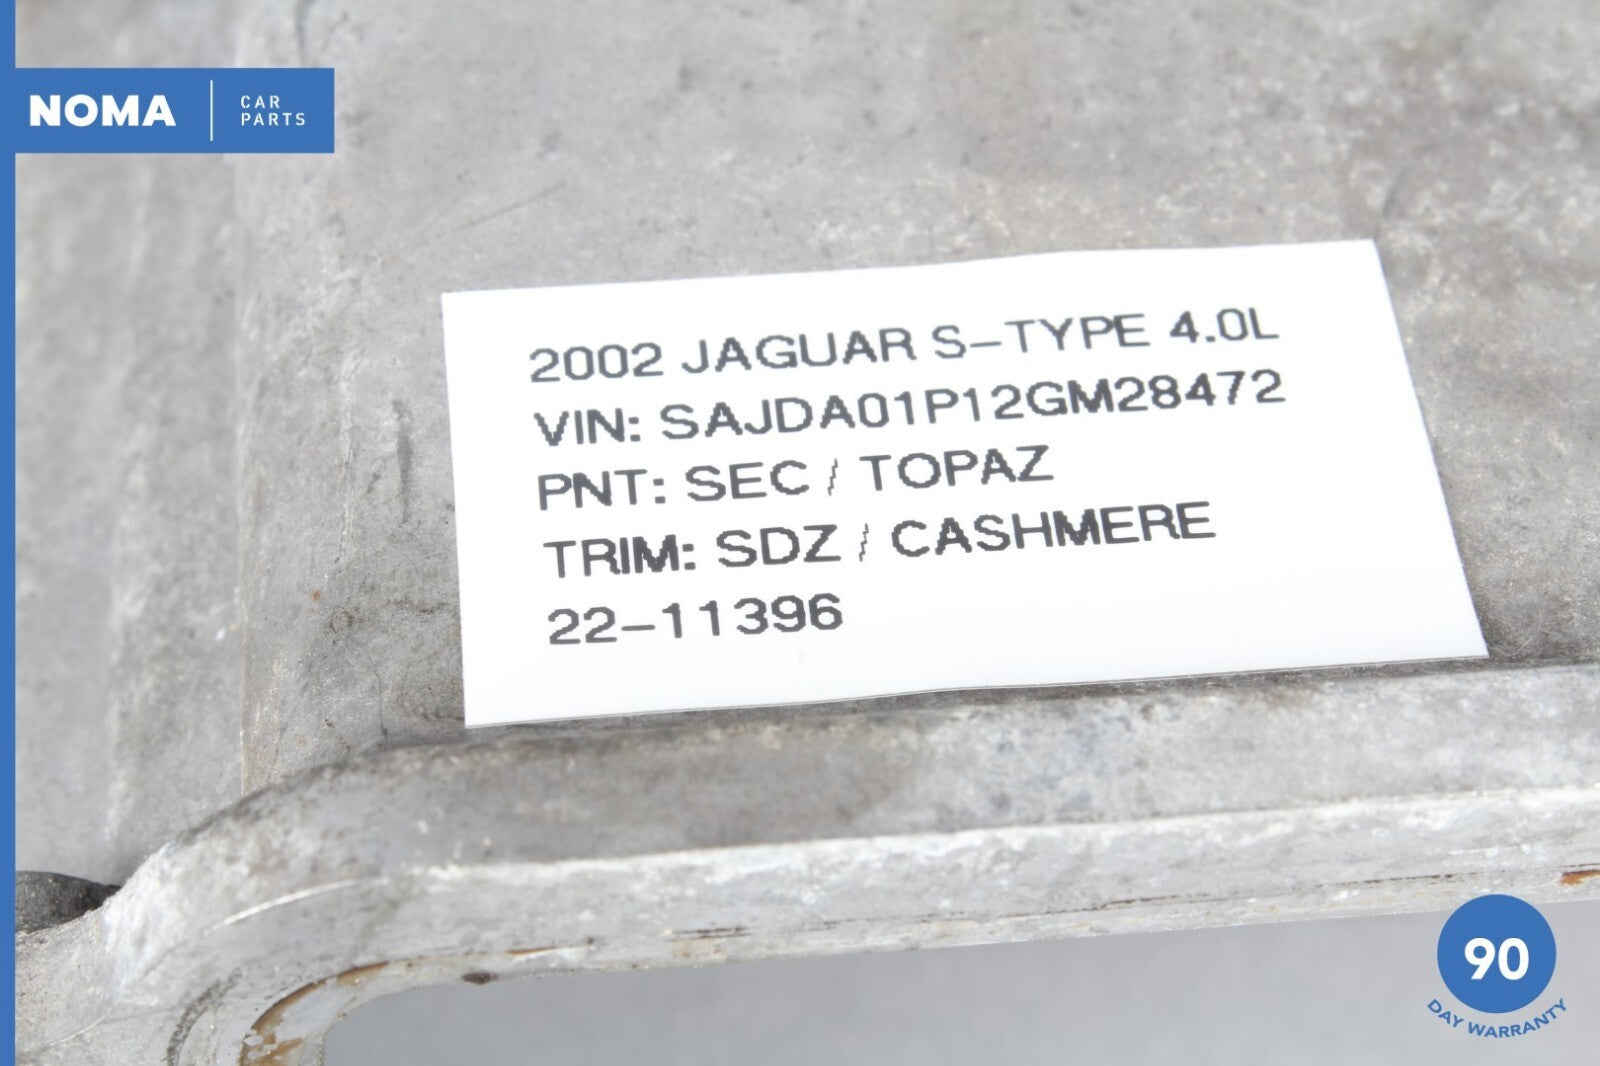 NOMA
CAR
PARTS
2002 JAGUAR S-TYPE 4.0L
VIN: SAJDA01P12GM28472
PNT: SEC / TOPAZ
TRIM: SDZ / CASHMERE
22-11396
90
DAY WARRANTY